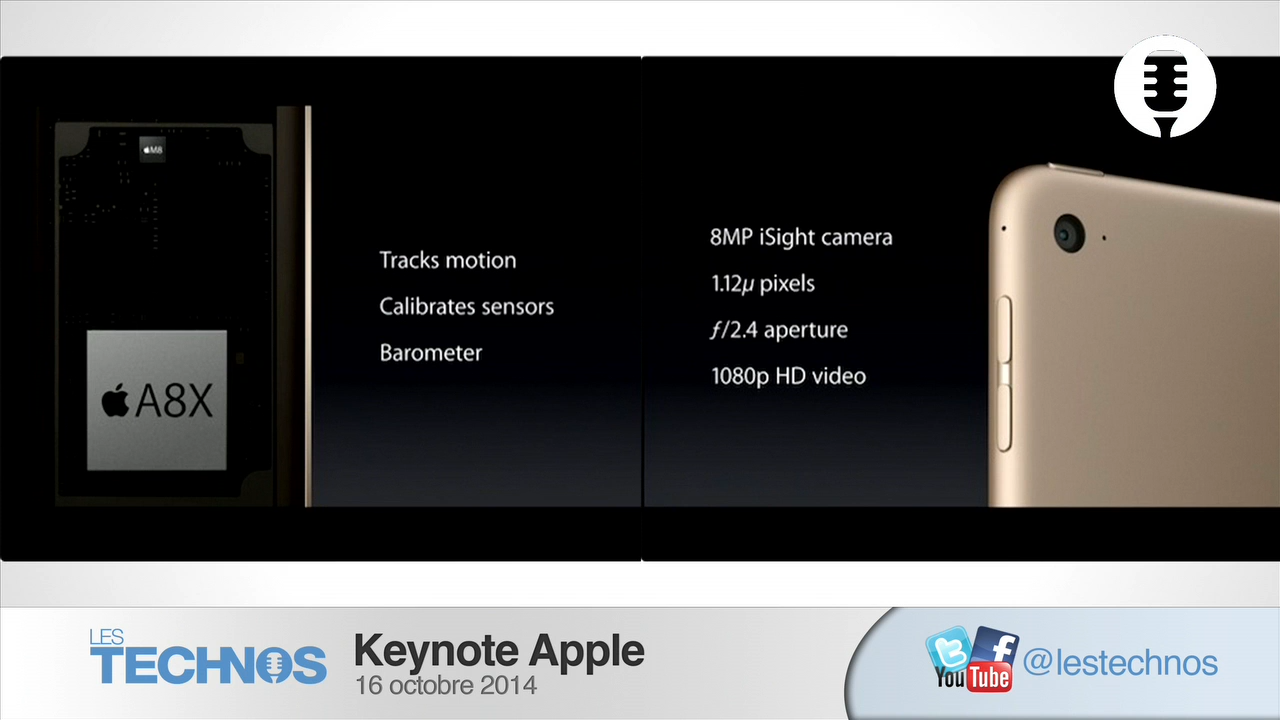 M8
A8X
Tracks motion
Calibrates sensors
Barometer
8MP iSight camera
1.12µ pixels
ƒ/2.4 aperture
1080p HD video
LES
TECHNOS
Keynote Apple
16 octobre 2014
You Tube
@lestechnos